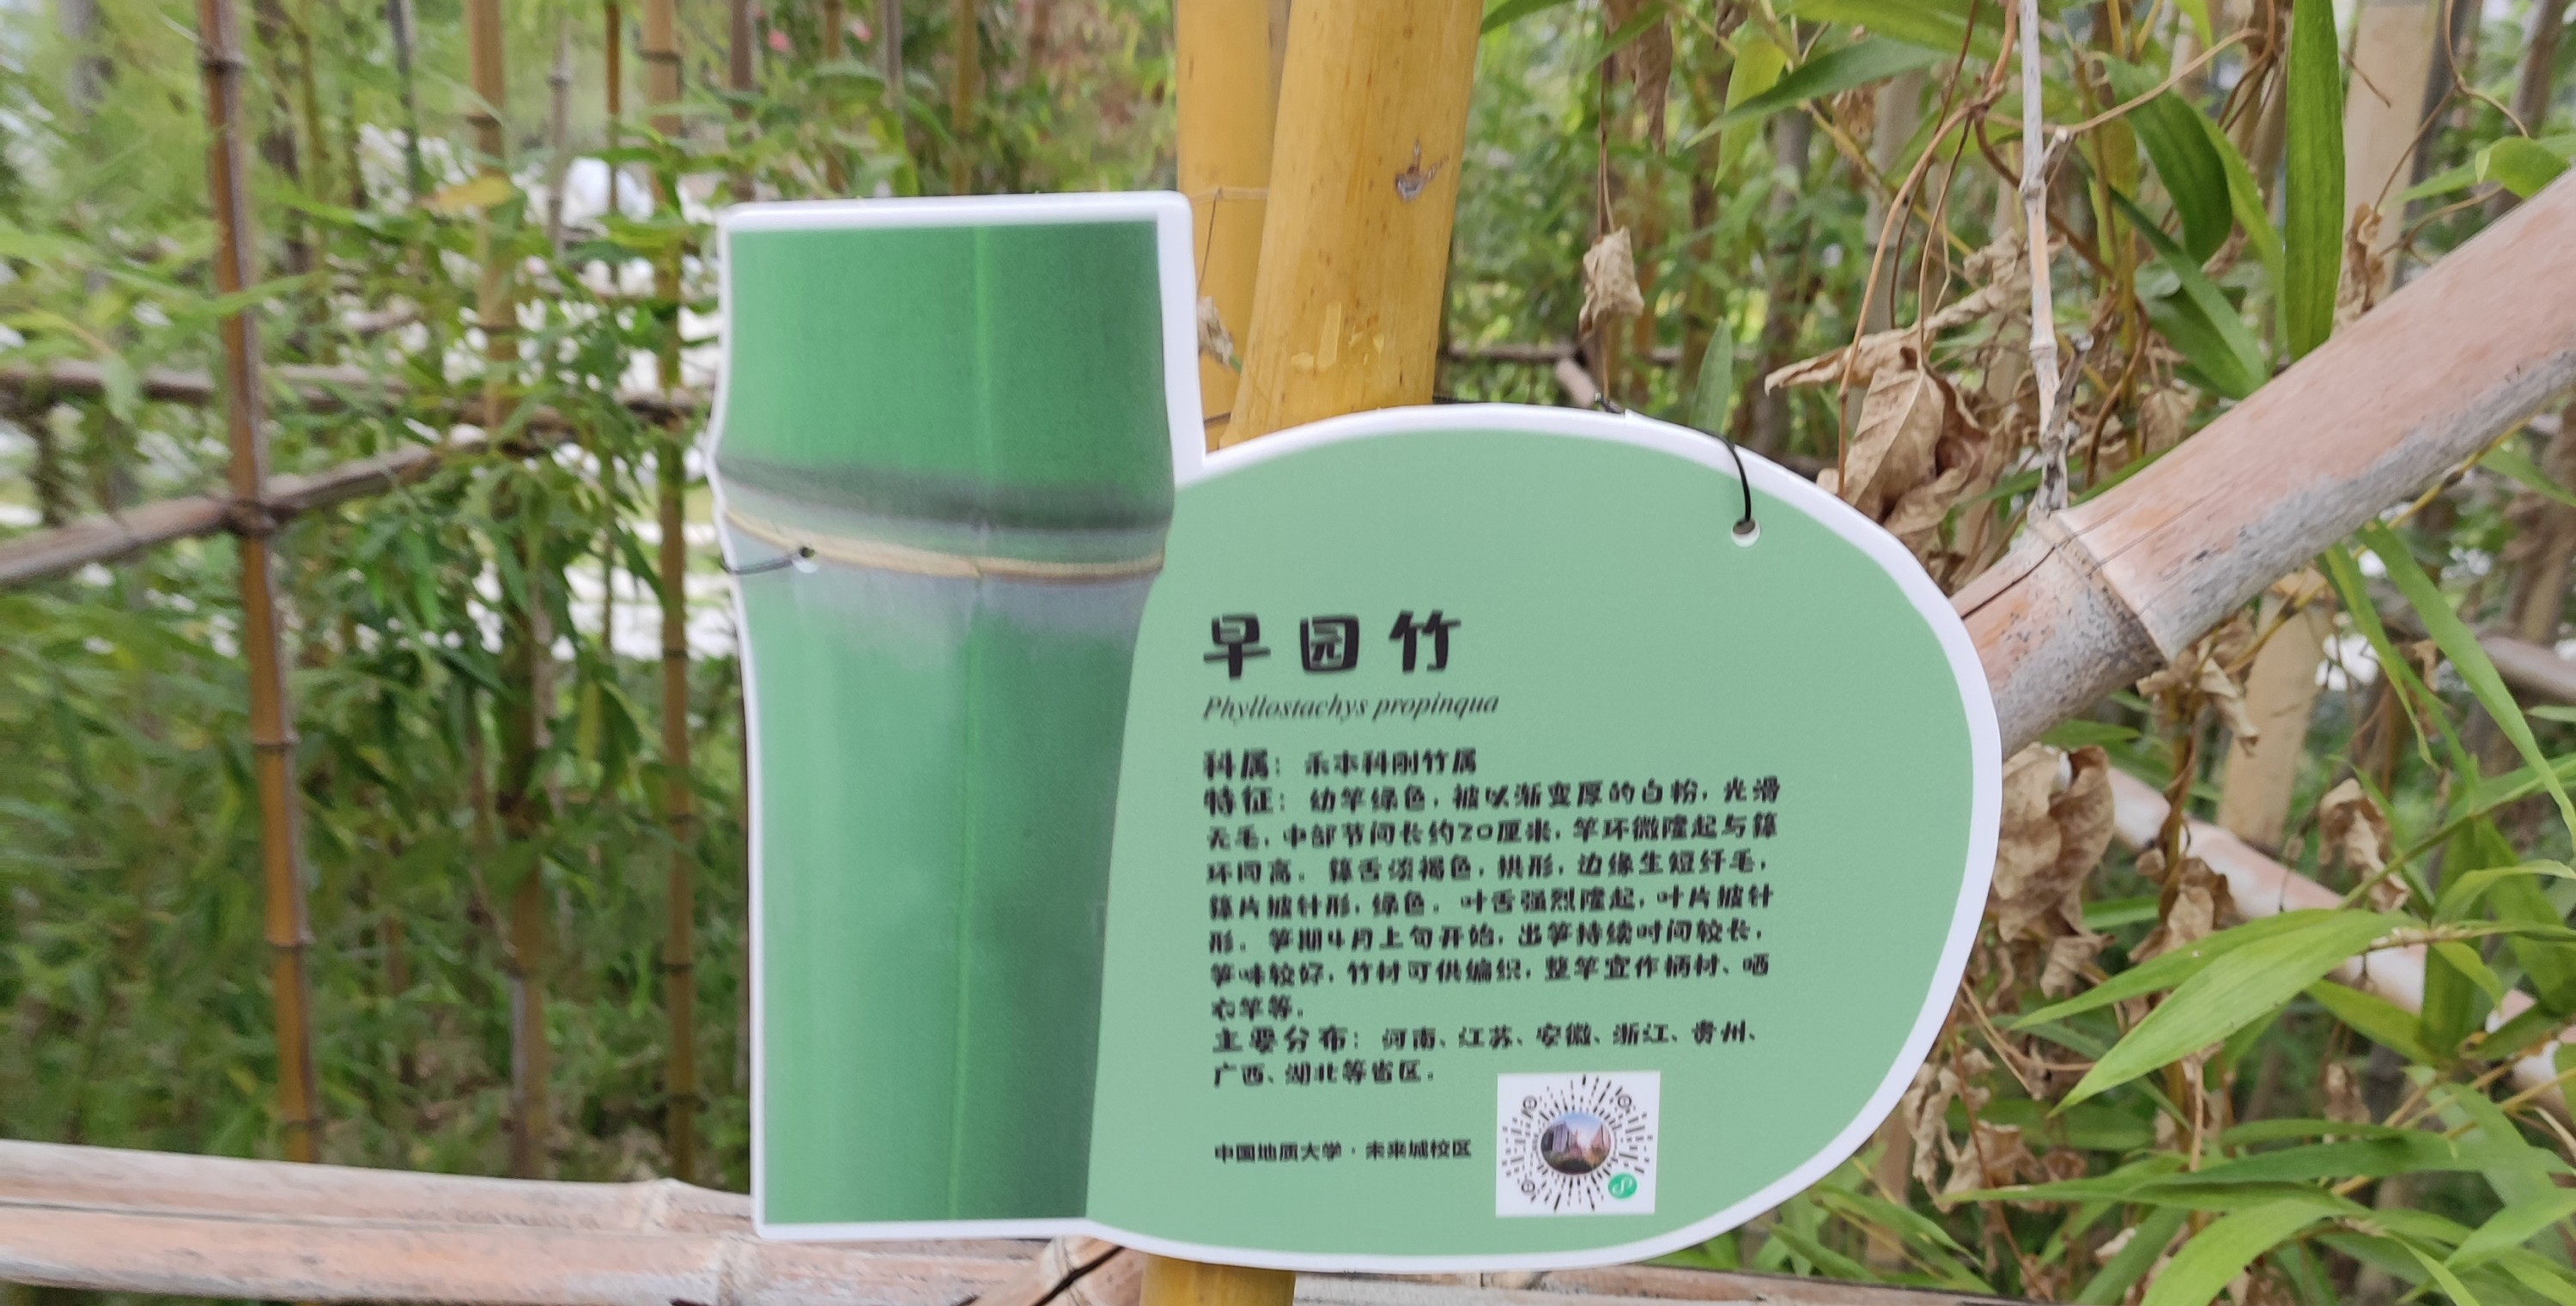 早园竹
Phyllostachys propinqua
科属：禾本科刚竹属
特征：幼竿绿色，被以渐变厚的白粉，光滑
无毛，中部节间长约20厘米，竿环微隆起与箨
环同高。箨舌淡褐色，拱形，边缘生短纤毛，
箨片披针形，绿色。叶舌强烈隆起，叶片披针
形。笋期4月上旬开始，出笋持续时间较长，
笋味较好，竹材可供编织，整竿宜作柄材、晒
衣竿等。
主要分布：河南、江苏、安徽、浙江、贵州、
广西、湖北等省区。
中国地质大学·未来城校区